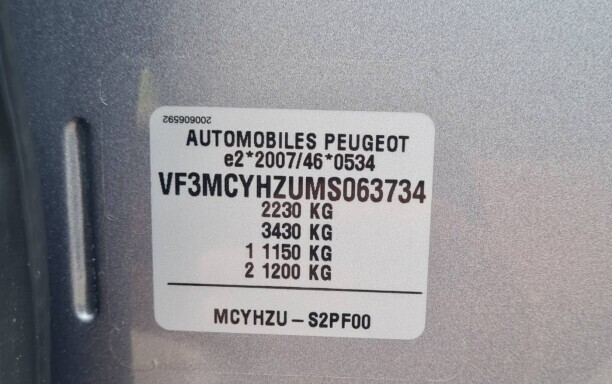 200606592
AUTOMOBILES PEUGEOT
e2*2007/46*0534
VF3MCYHZUMS063734
2230 KG
3430 KG
1 1150 KG
2 1200 KG
MCYHZU – S2PF00